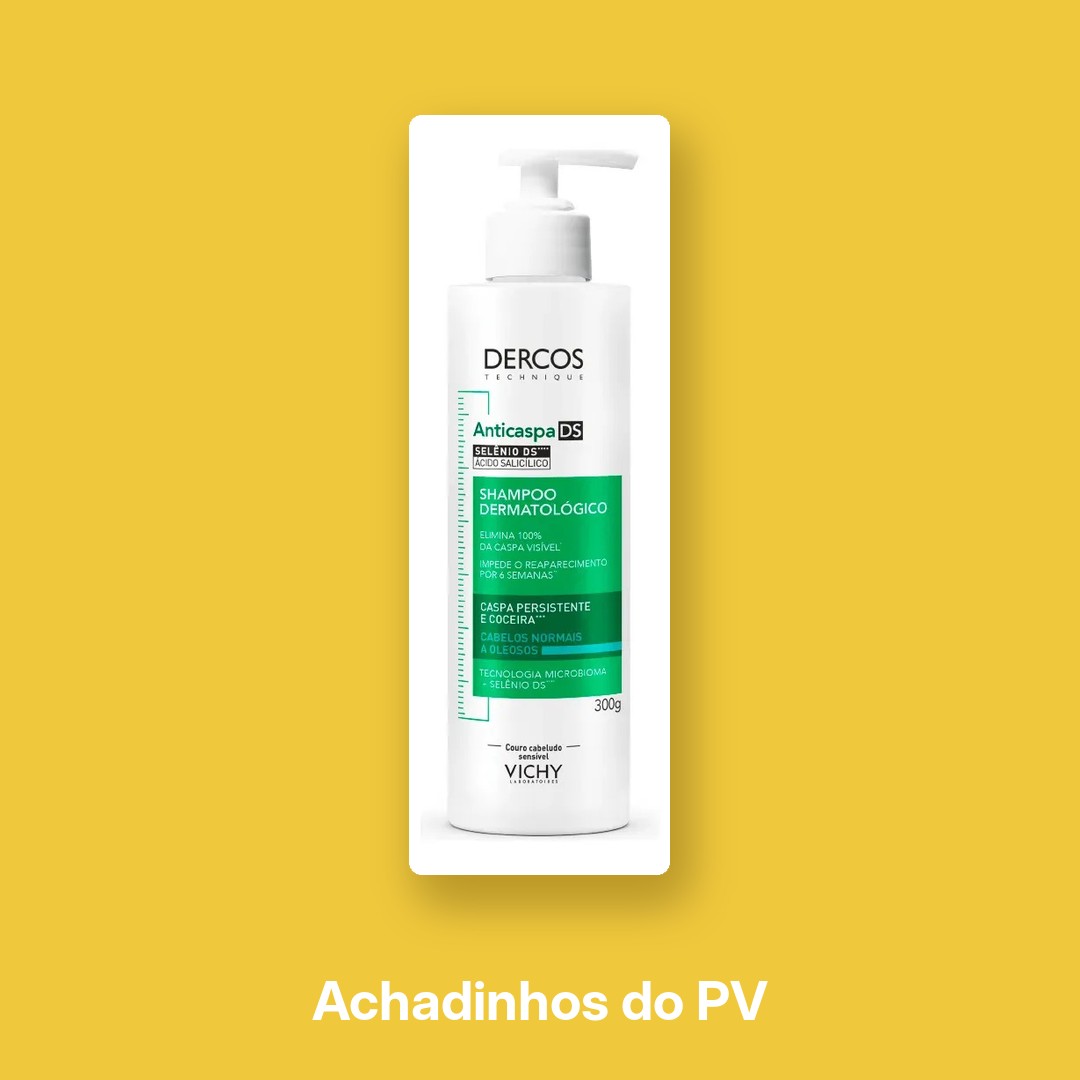 DERCOS
TECHNIQUE
Anticaspa DS
SELÊNIO DS****
ÁCIDO SALICÍLICO
SHAMPOO
DERMATOLÓGICO
ELIMINA 100%
DA CASPA VISÍVEL*
IMPEDE O REAPARECIMENTO
POR 6 SEMANAS**
CASPA PERSISTENTE
E COCEIRA***
CABELOS NORMAIS
A OLEOSOS
TECNOLOGIA MICROBIOMA
+ SELÊNIO DS****
300g
Couro cabeludo
sensível
VICHY
LABORATOIRES
Achadinhos do PV